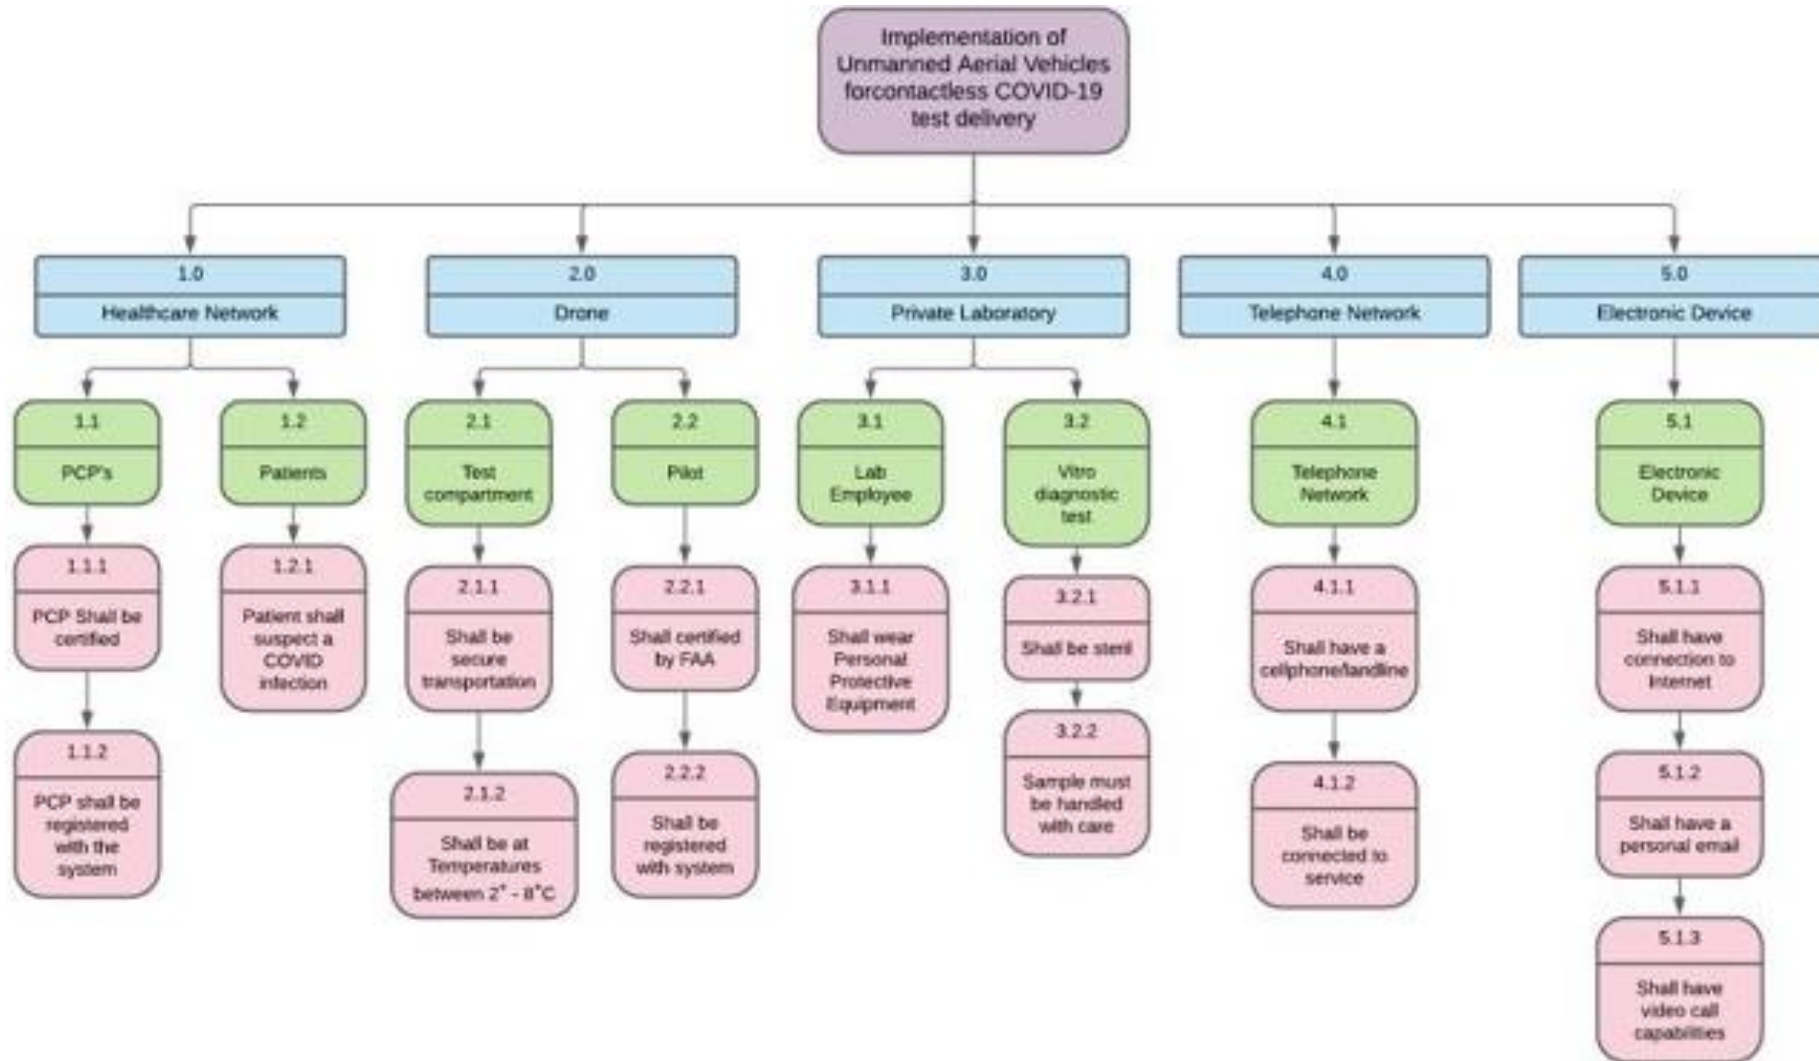 Implementation of
Unmanned Aerial Vehicles
forcontactless COVID-19
test delivery
1.0
Healthcare Network
2.0
Drone
3.0
Private Laboratory
4.0
Telephone Network
5.0
Electronic Device
1.1
PCP's
1.2
Patients
2.1
Test
compartment
2.2
Pilot
3.1
Lab
Employee
3.2
Vitro
diagnostic
test
4.1
Telephone
Network
5.1
Electronic
Device
1.1.1
PCP Shall be
certified
1.2.1
Patient shall
suspect a
COVID
infection
2.1.1
Shall be
secure
transportation
2.2.1
Shall certified
by FAA
3.1.1
Shall wear
Personal
Protective
Equipment
3.2.1
Shall be steril
4.1.1
Shall have a
cellphone/landline
5.1.1
Shall have
connection to
Internet
1.1.2
PCP shall be
registered
with the
system
2.1.2
Shall be at
Temperatures
between 2° - 8°C
2.2.2
Shall be
registered
with system
3.2.2
Sample must
be handled
with care
4.1.2
Shall be
connected to
service
5.1.2
Shall have a
personal email
5.1.3
Shall have
video call
capabilities